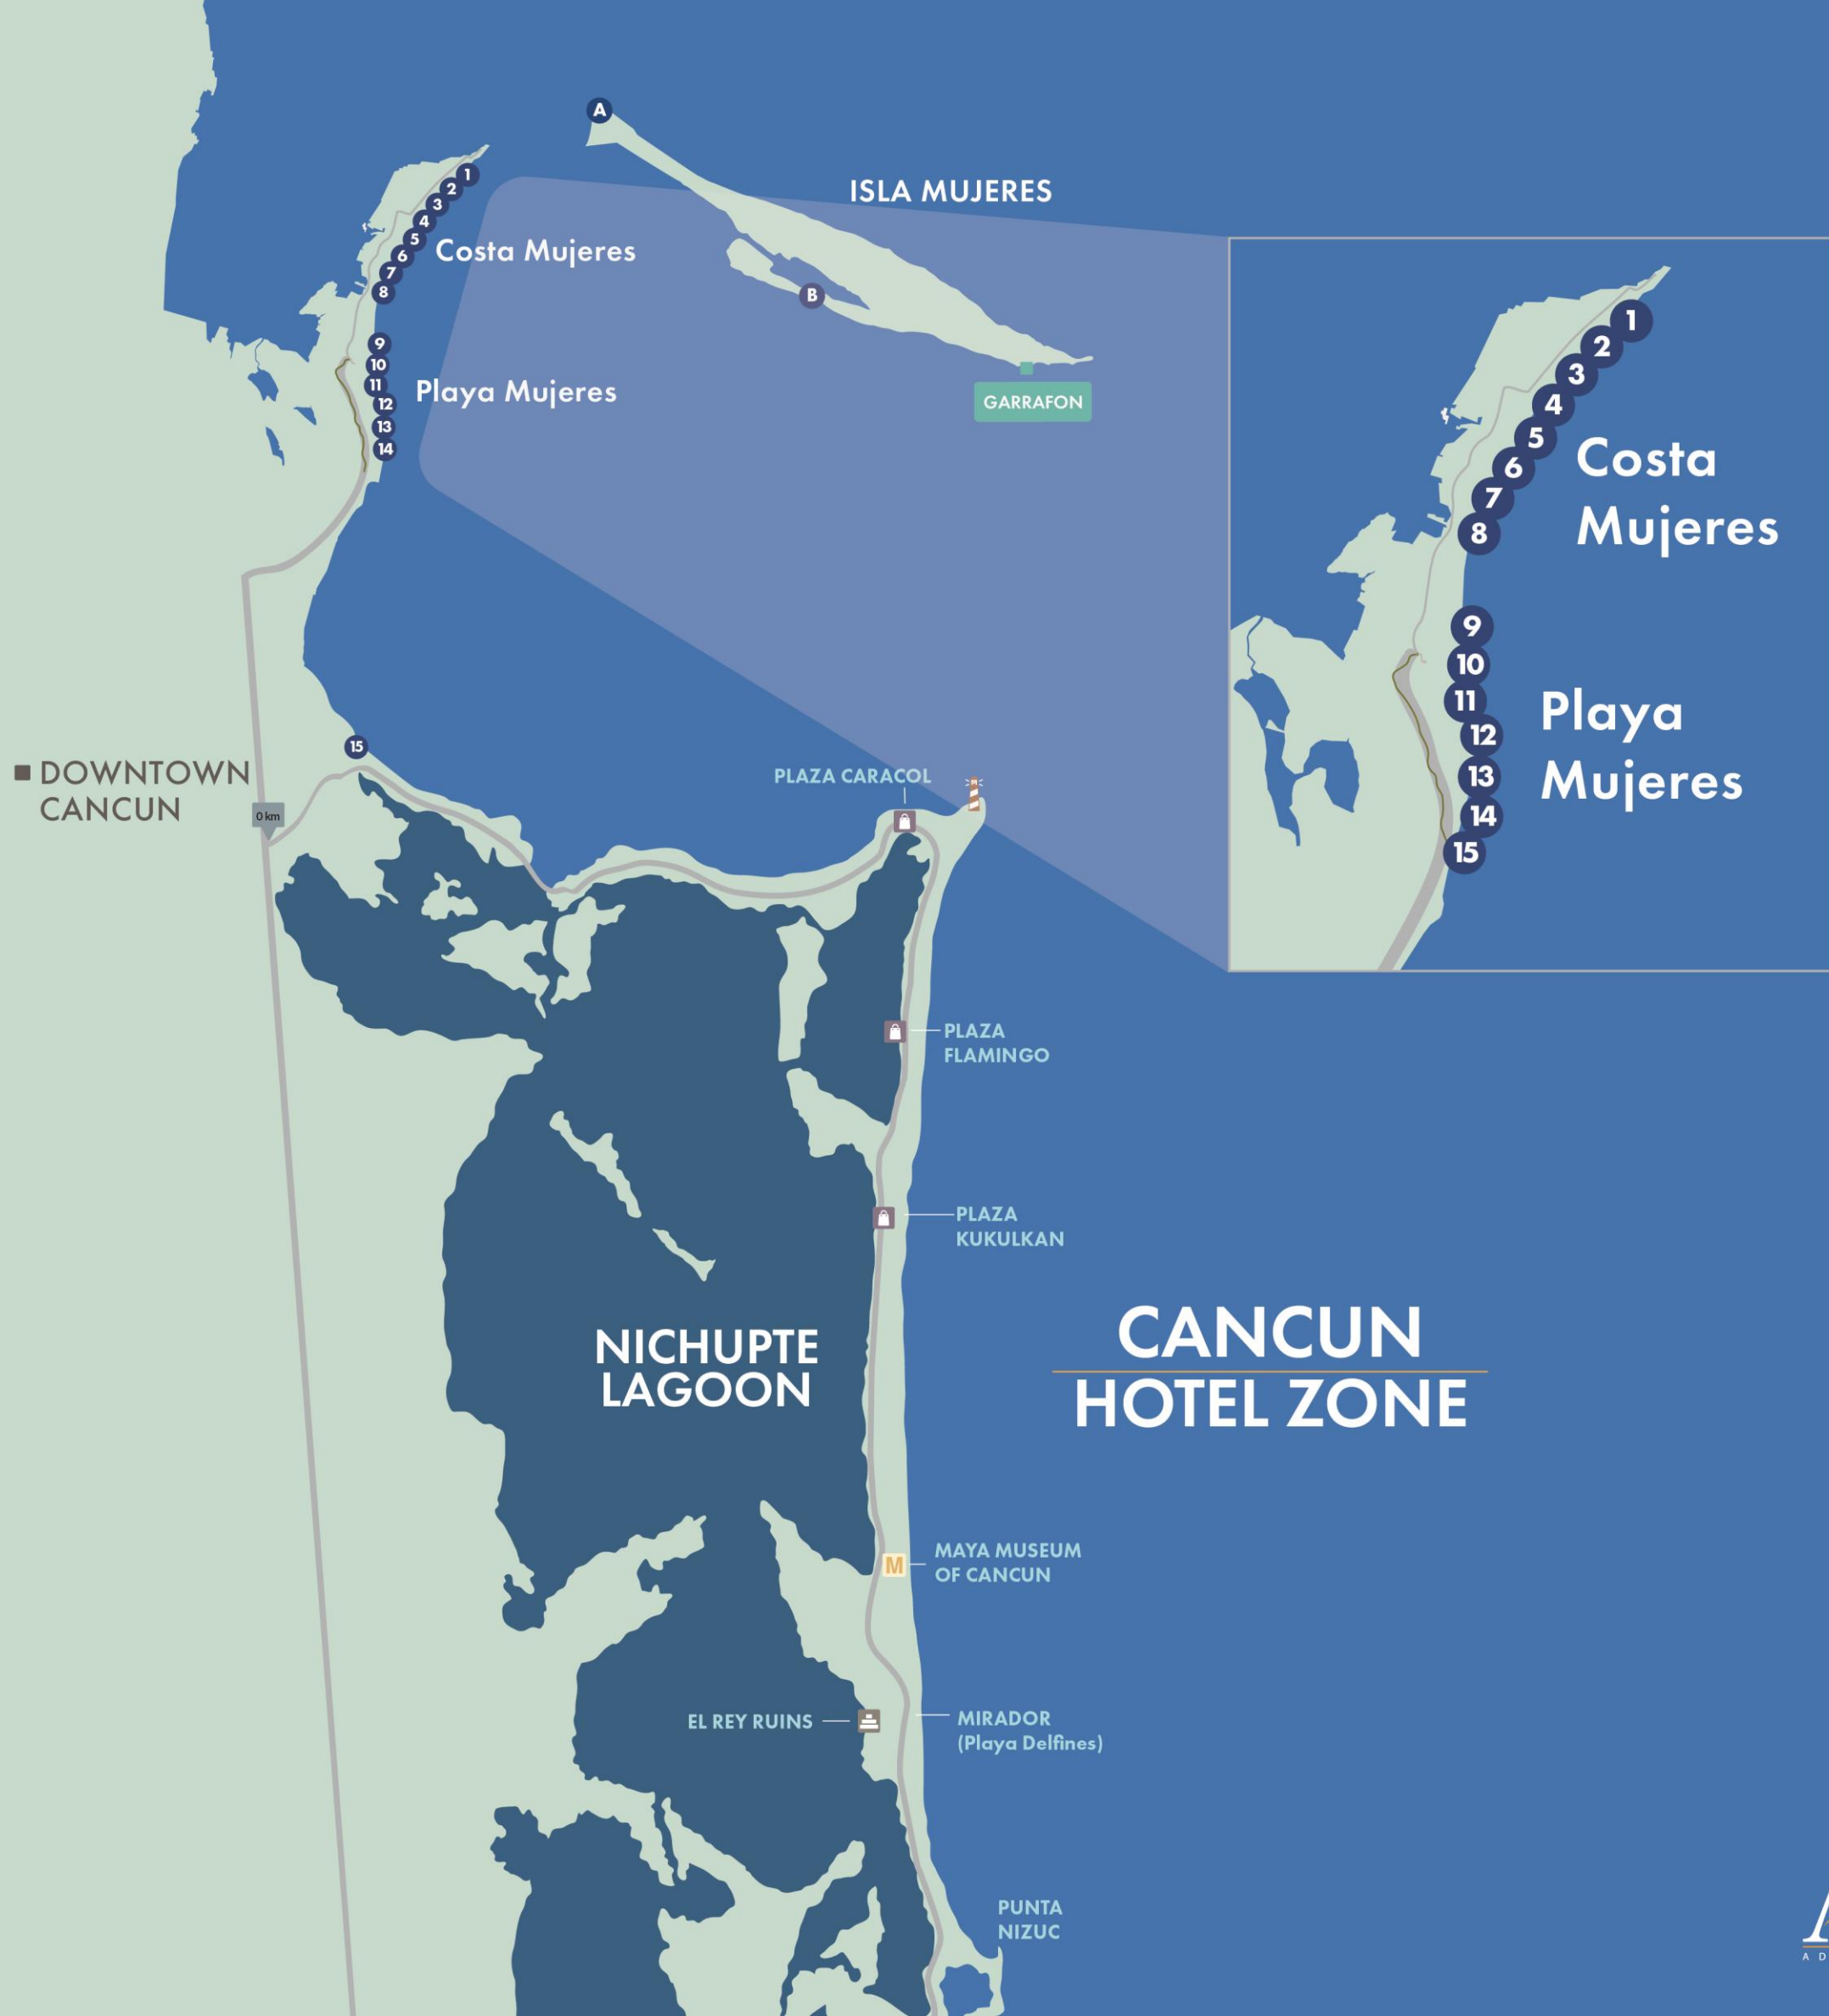 A
ISLA MUJERES
1
2
3
4
5
6
7
8
Costa Mujeres
B
GARRAFON
9
10
11
12
13
14
Playa Mujeres
1
2
3
4
5
6
7
8
Costa
Mujeres
9
10
11
12
13
14
15
Playa
Mujeres
15
DOWNTOWN
CANCUN
0 km
PLAZA CARACOL
PLAZA
FLAMINGO
PLAZA
KUKULKAN
NICHUPTE
LAGOON
CANCUN
HOTEL ZONE
M
MAYA MUSEUM
OF CANCUN
EL REY RUINS
MIRADOR
(Playa Delfines)
PUNTA
NIZUC
A D